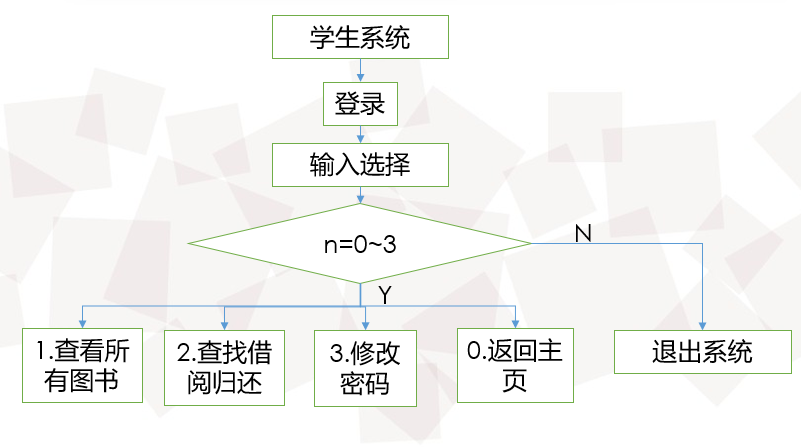 学生系统
登录
输入选择
n=0~3
N
Y
1.查看所
有图书
2.查找借
阅归还
3.修改
密码
0.返回主
页
退出系统